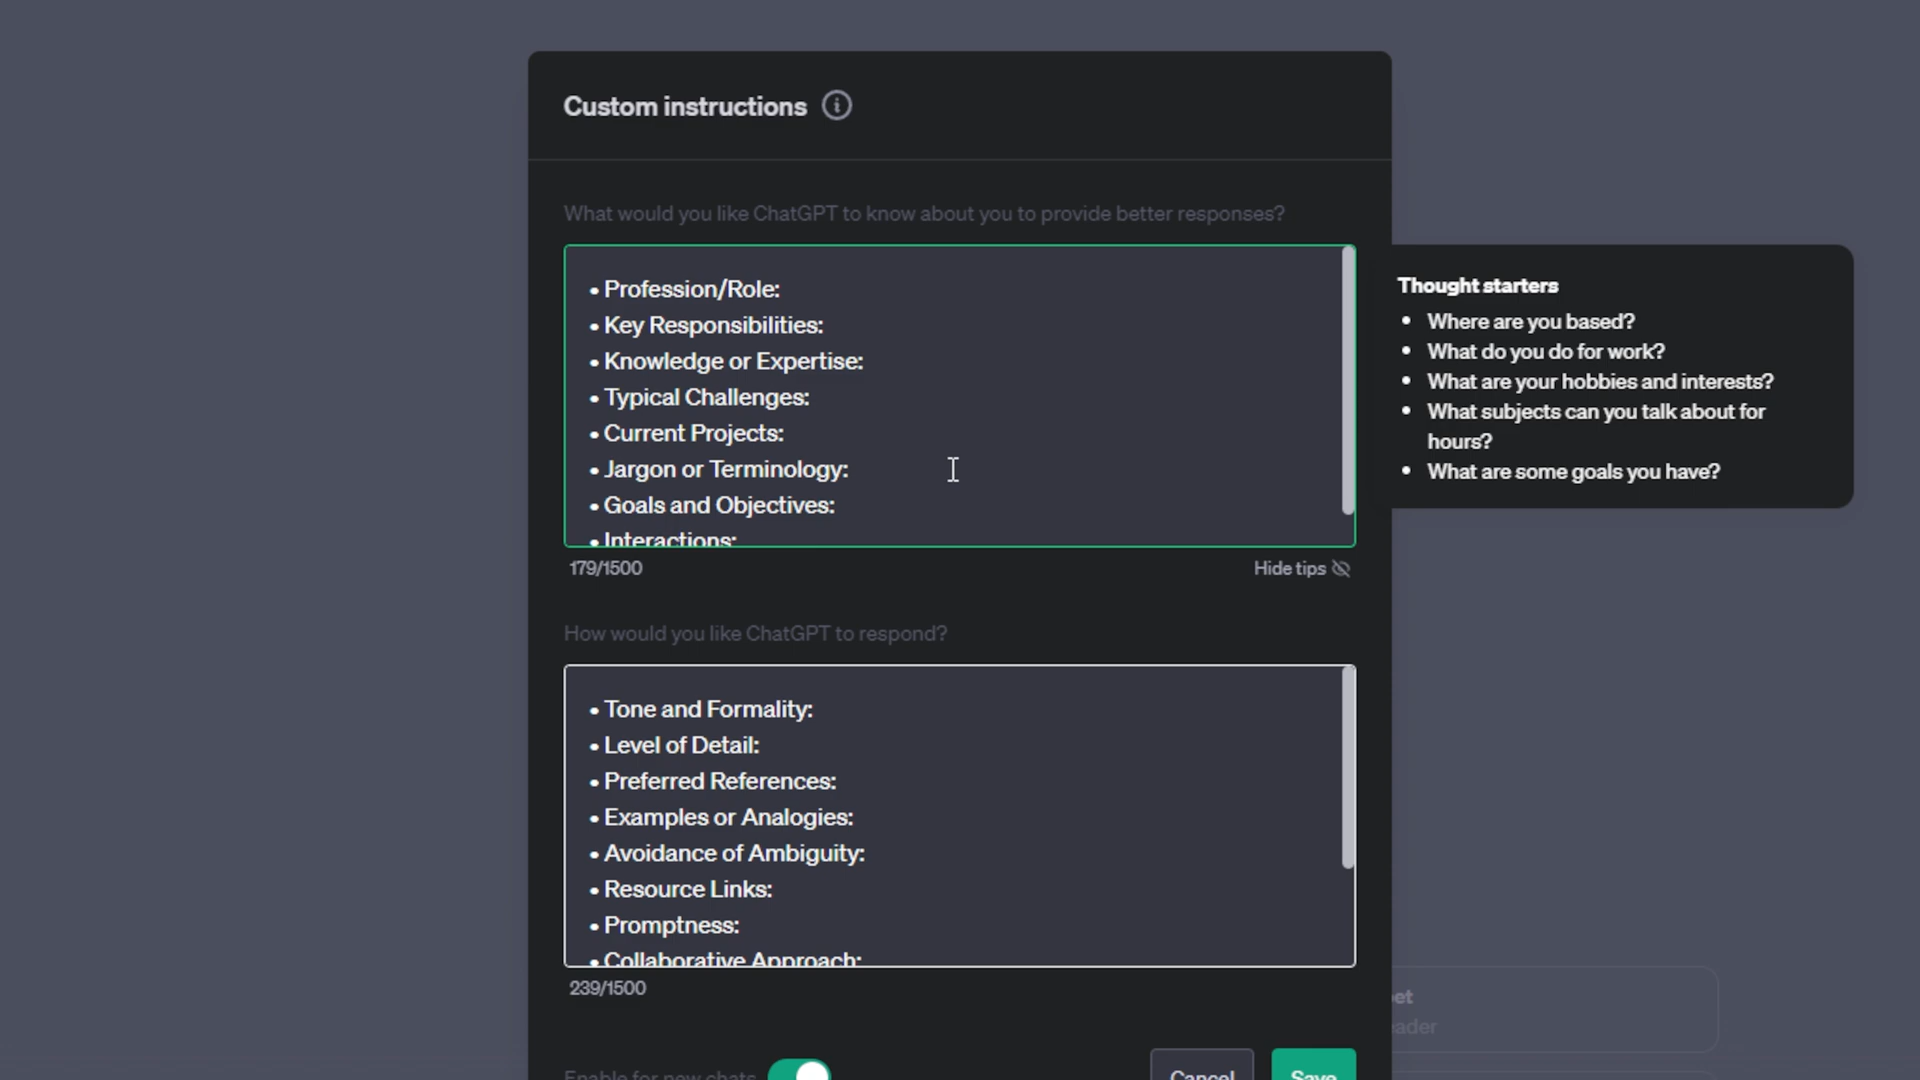 Custom instructions
What would you like ChatGPT to know about you to provide better responses?
• Profession/Role:
• Key Responsibilities:
• Knowledge or Expertise:
• Typical Challenges:
• Current Projects:
• Jargon or Terminology:
• Goals and Objectives:
• Interactions:
179/1500
Hide tips
Thought starters
• Where are you based?
• What do you do for work?
• What are your hobbies and interests?
• What subjects can you talk about for
hours?
• What are some goals you have?
How would you like ChatGPT to respond?
• Tone and Formality:
• Level of Detail:
• Preferred References:
• Examples or Analogies:
• Avoidance of Ambiguity:
• Resource Links:
• Promptness:
• Collaborative Approach:
239/1500
Enable for new chats
Cancel
Save